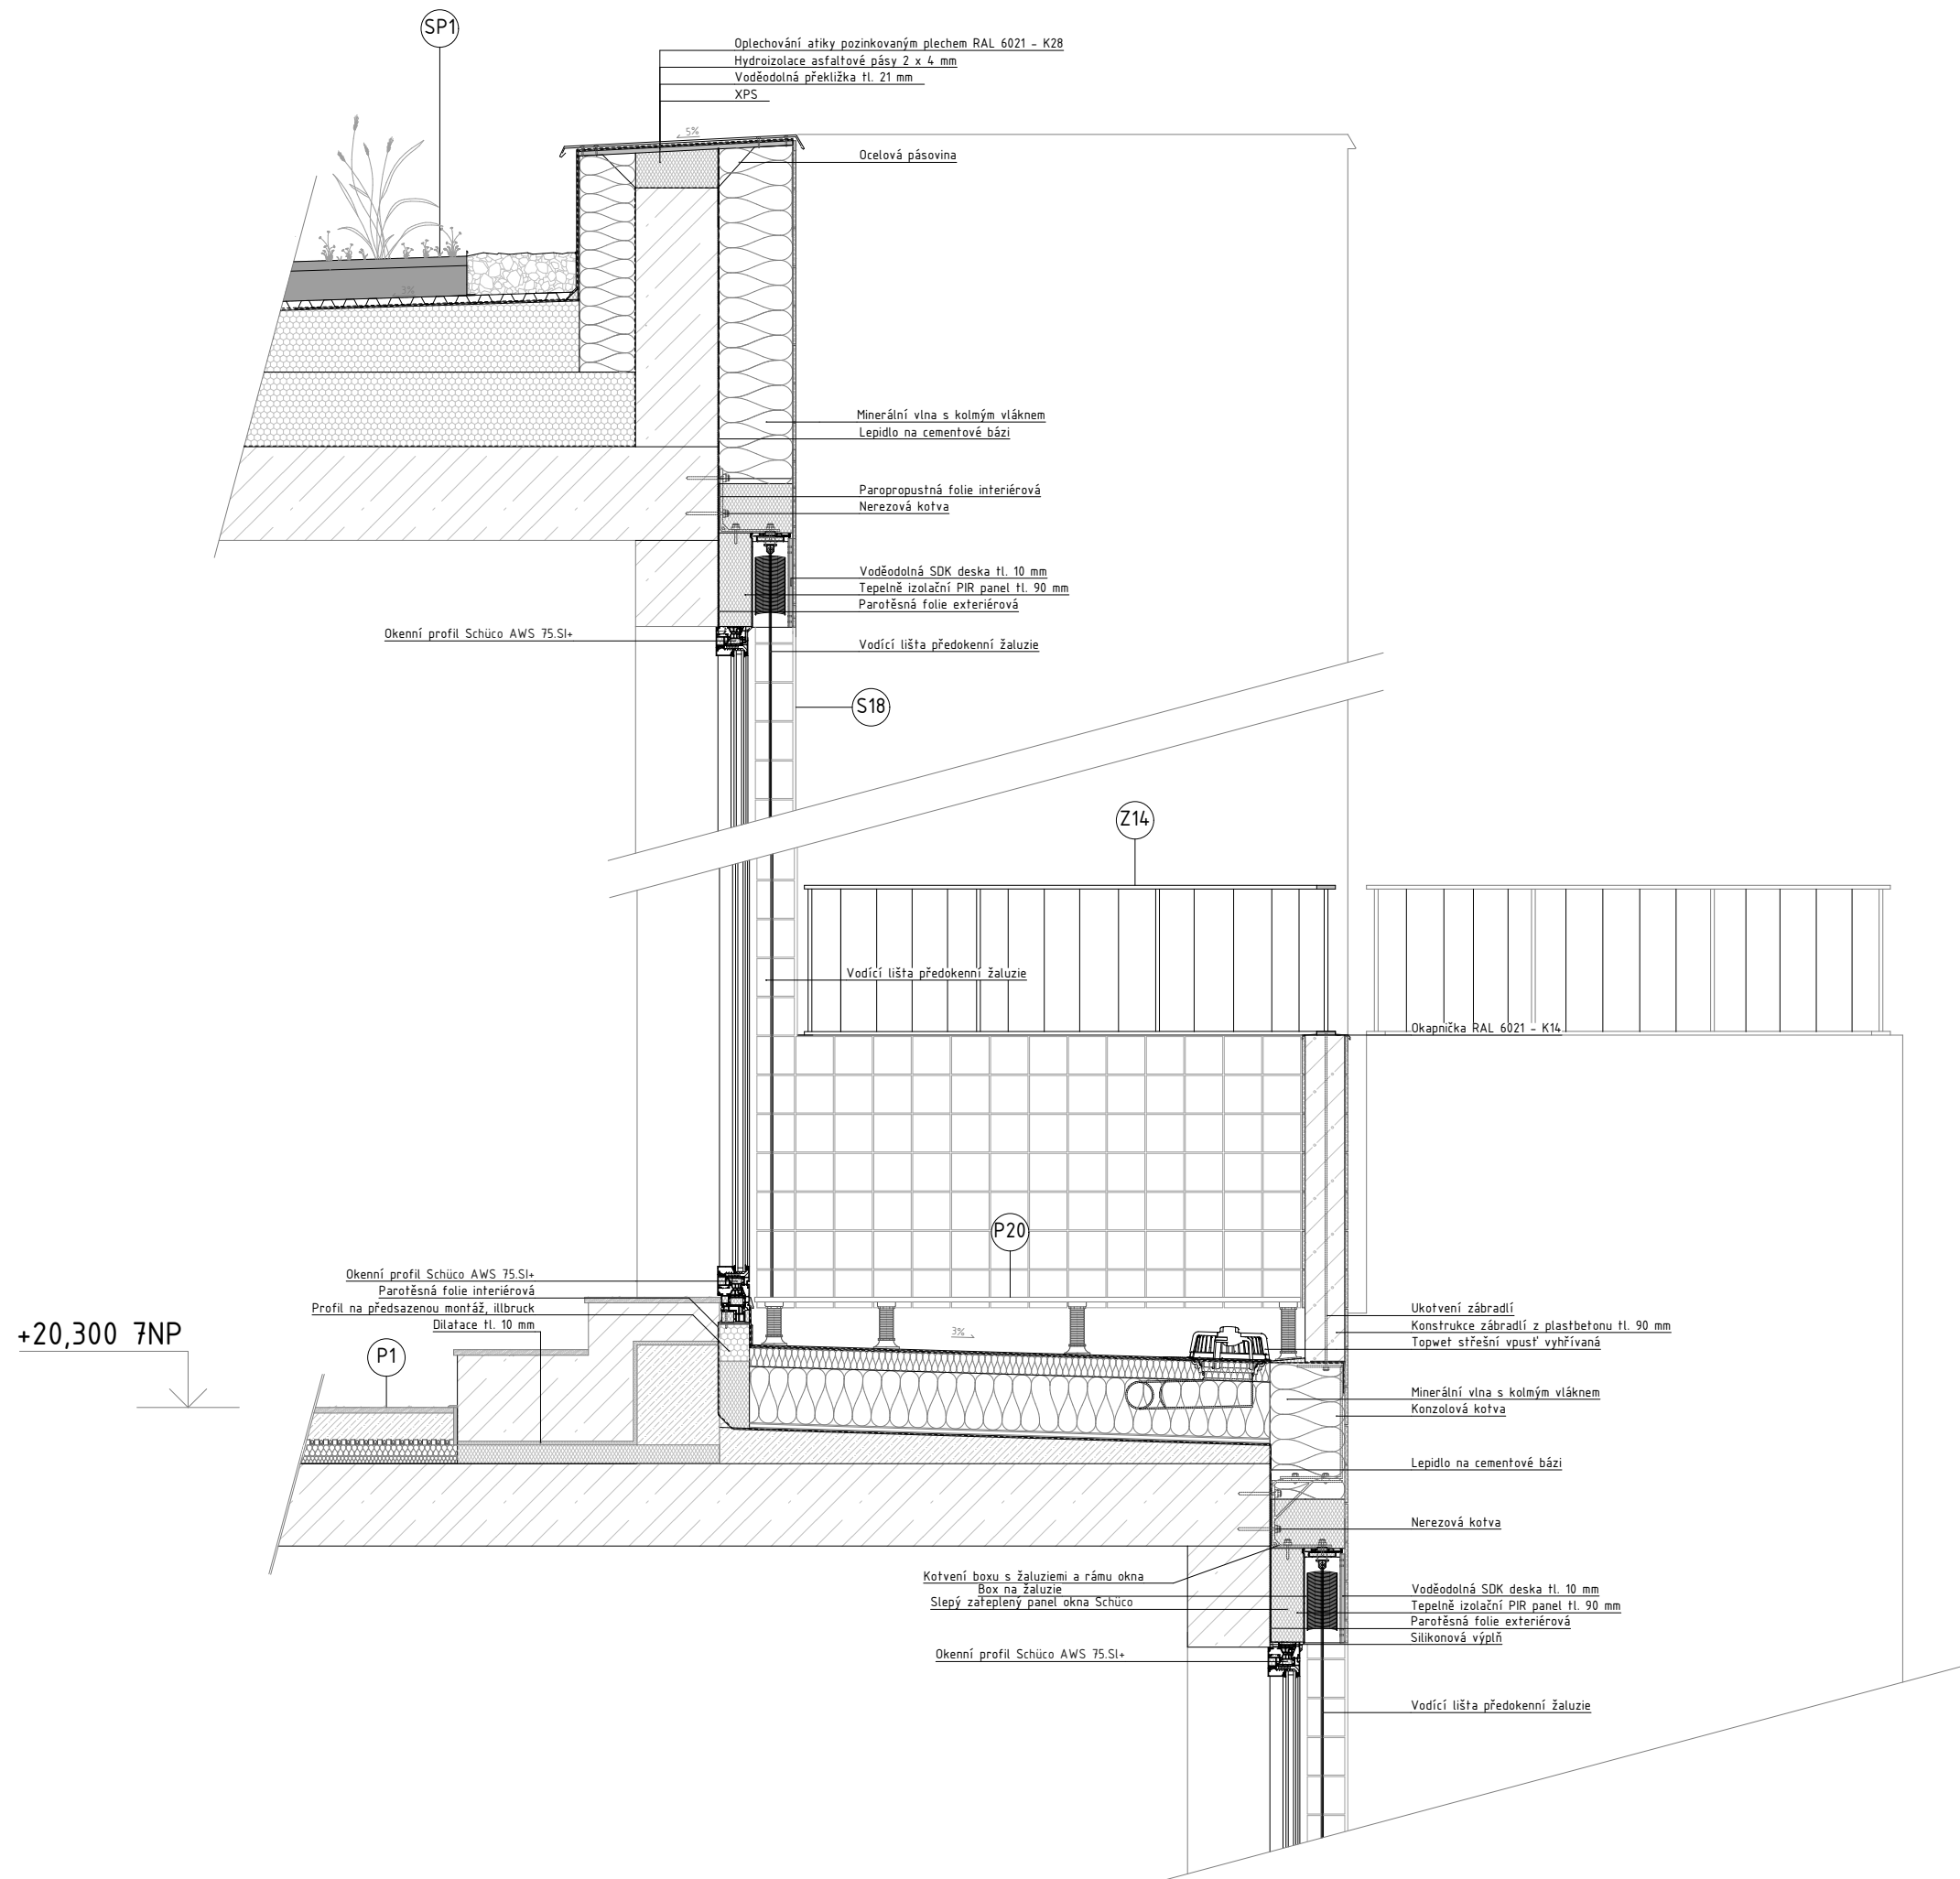 SP1
Oplechování atiky pozinkovaným plechem RAL 6021 - K28
Hydroizolace asfaltové pásy 2 x 4 mm
Voděodolná překližka tl. 21 mm
XPS
5%
Ocelová pásovina
3%
Minerální vlna s kolmým vláknem
Lepidlo na cementové bázi
Paropropustná folie interiérová
Nerezová kotva
Voděodolná SDK deska tl. 10 mm
Tepelně izolační PIR panel tl. 90 mm
Parotěsná folie exteriérová
Okenní profil Schüco AWS 75.SI+
Vodící lišta předokenní žaluzie
S18
Z14
Vodící lišta předokenní žaluzie
Okapnička RAL 6021 - K14
P20
Okenní profil Schüco AWS 75.SI+
Parotěsná folie interiérová
Profil na předsazenou montáž, illbruck
Dilatace tl. 10 mm
+20,300 7NP
P1
3%
Ukotvení zábradlí
Konstrukce zábradlí z plastbetonu tl. 90 mm
Topwet střešní vpusť vyhřívaná
Minerální vlna s kolmým vláknem
Konzolová kotva
Lepidlo na cementové bázi
Nerezová kotva
Kotvení boxu s žaluziemi a rámu okna
Box na žaluzie
Slepý zateplený panel okna Schüco
Voděodolná SDK deska tl. 10 mm
Tepelně izolační PIR panel tl. 90 mm
Parotěsná folie exteriérová
Silikonová výplň
Okenní profil Schüco AWS 75.SI+
Vodící lišta předokenní žaluzie